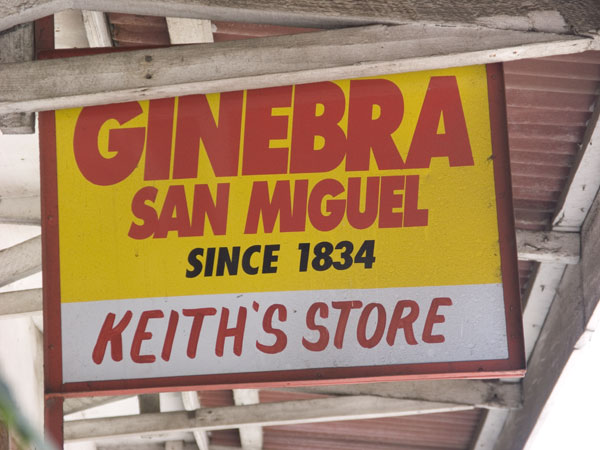 GINEBRA
SAN MIGUEL
SINCE 1834
KEITH'S STORE